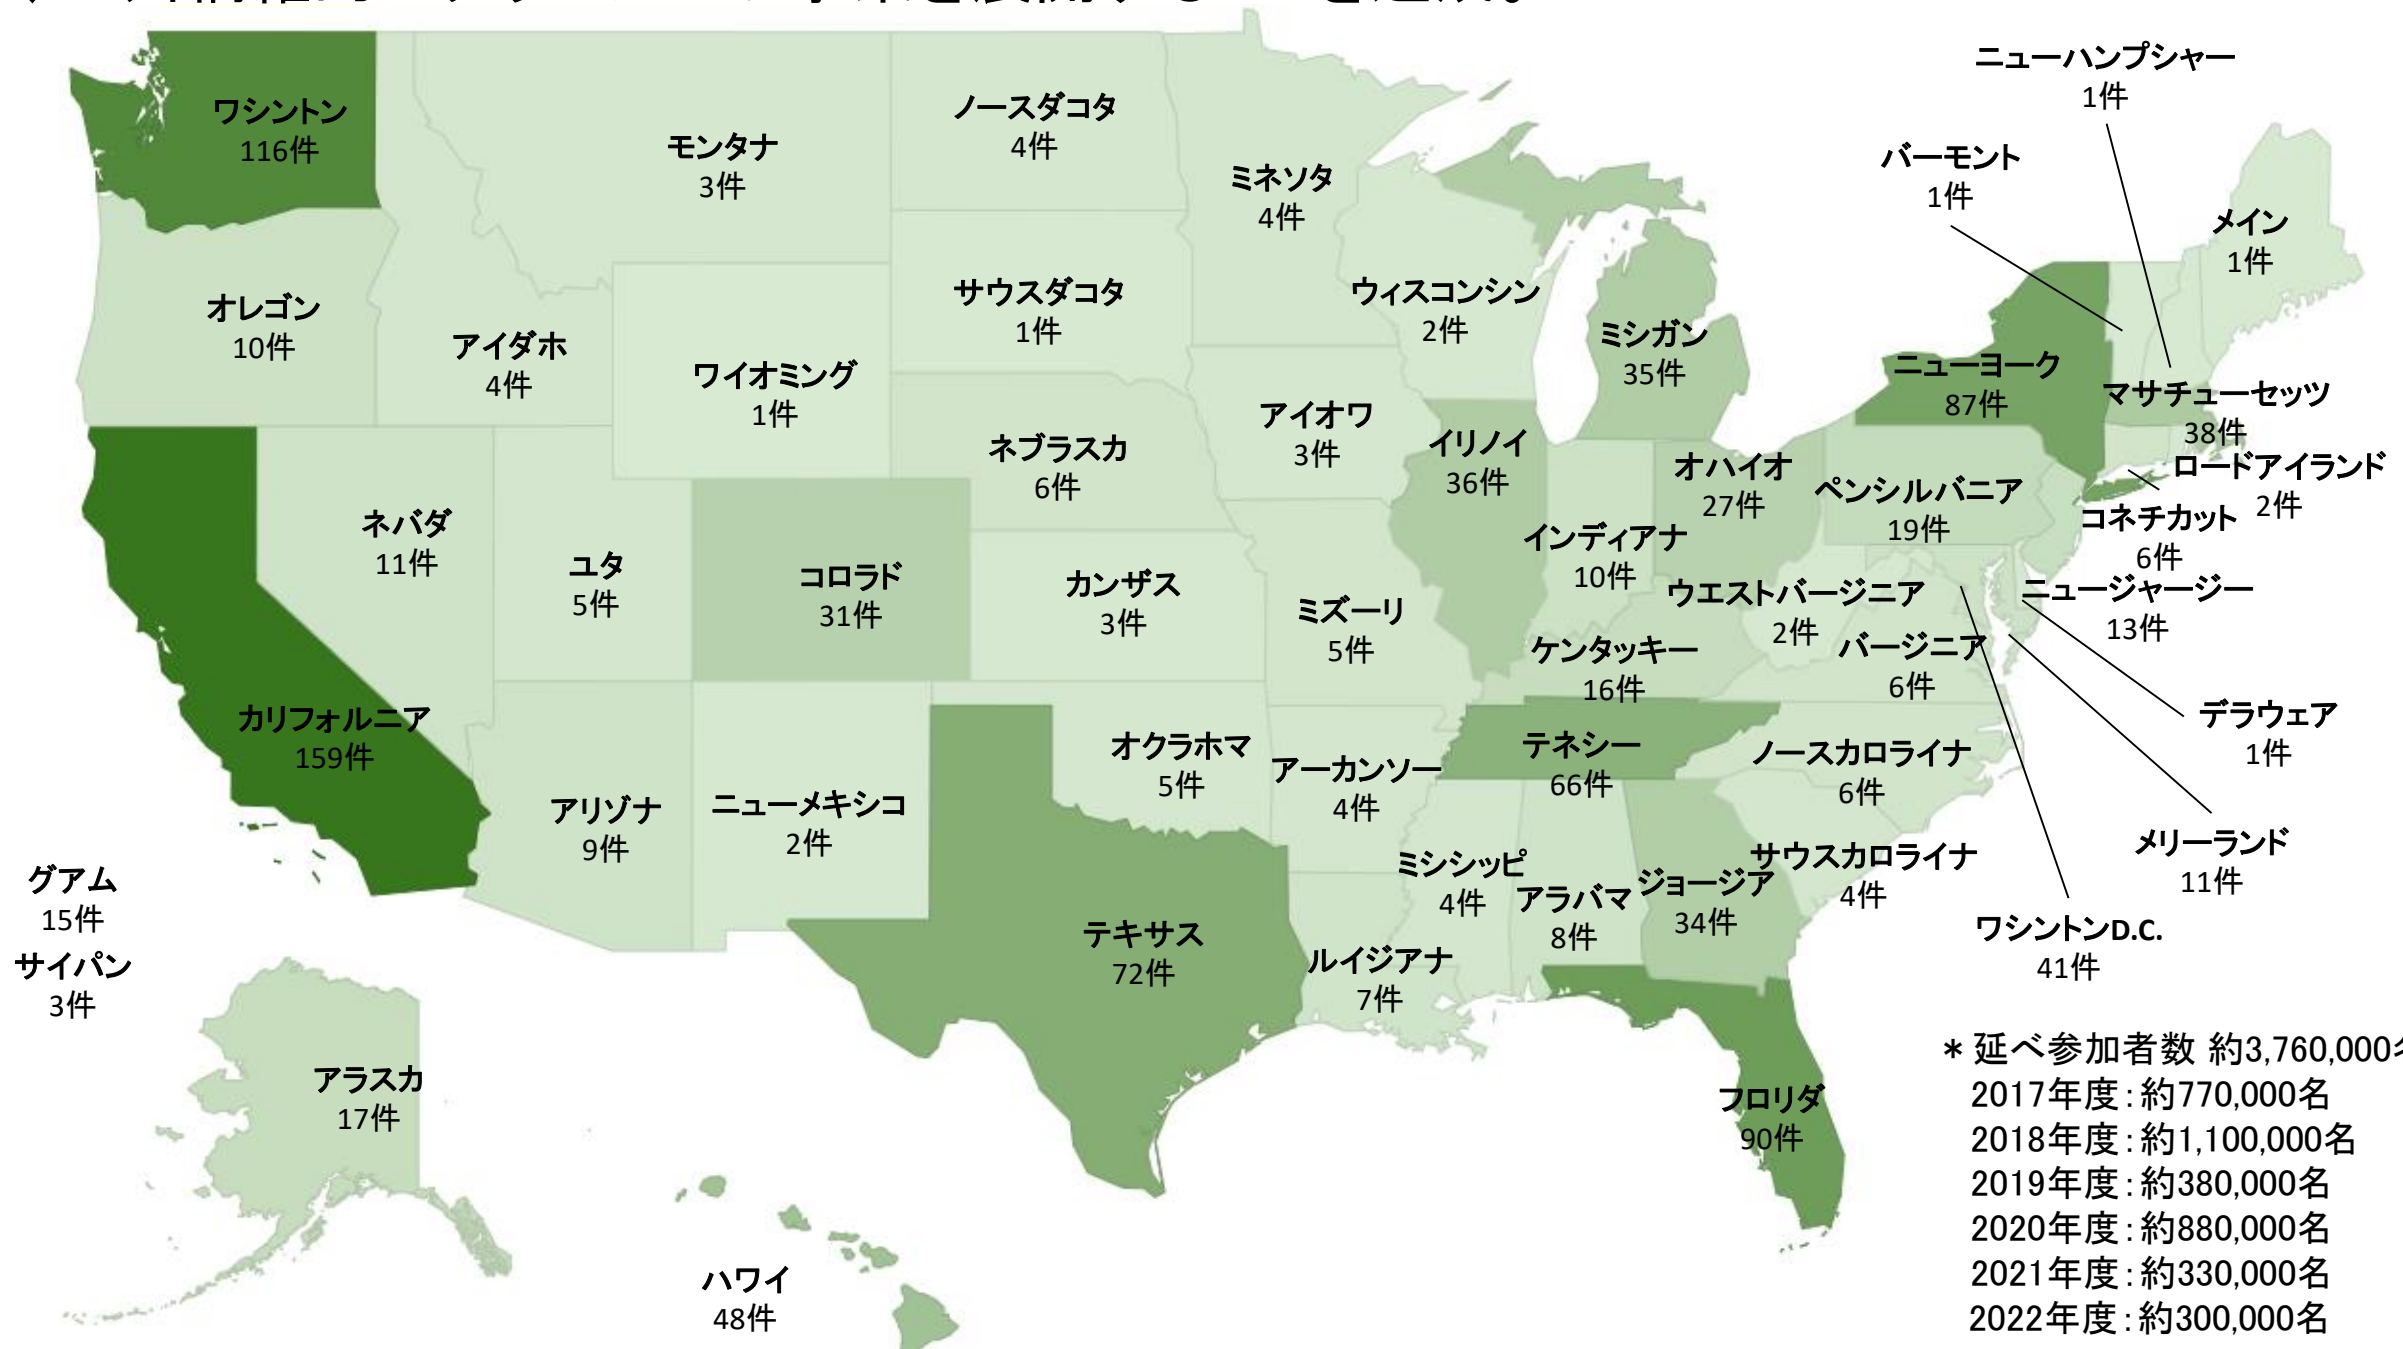 ワシントン
116件
モンタナ
3件
ノースダコタ
4件
ミネソタ
4件
ニューハンプシャー
1件
バーモント
1件
メイン
1件
オレゴン
10件
アイダホ
4件
ワイオミング
1件
サウスダコタ
1件
ウィスコンシン
2件
ミシガン
35件
ニューヨーク
87件
マサチューセッツ
38件
ロードアイランド
2件
コネチカット
6件
ネバダ
11件
ユタ
5件
コロラド
31件
ネブラスカ
6件
カンザス
3件
アイオワ
3件
ミズーリ
5件
イリノイ
36件
インディアナ
10件
オハイオ
27件
ペンシルバニア
19件
ニュージャージー
13件
ウエストバージニア
2件
バージニア
6件
ケンタッキー
16件
デラウェア
1件
カリフォルニア
159件
アリゾナ
9件
ニューメキシコ
2件
オクラホマ
5件
アーカンソー
4件
テネシー
66件
ノースカロライナ
6件
サウスカロライナ
4件
メリーランド
11件
ワシントンD.C.
41件
グアム
15件
サイパン
3件
テキサス
72件
ルイジアナ
7件
ミシシッピ
4件
アラバマ
8件
ジョージア
34件
フロリダ
90件
アラスカ
17件
ハワイ
48件
* 延べ参加者数 約3,760,000名
2017年度:約770,000名
2018年度:約1,100,000名
2019年度:約380,000名
2020年度:約880,000名
2021年度:約330,000名
2022年度:約300,000名